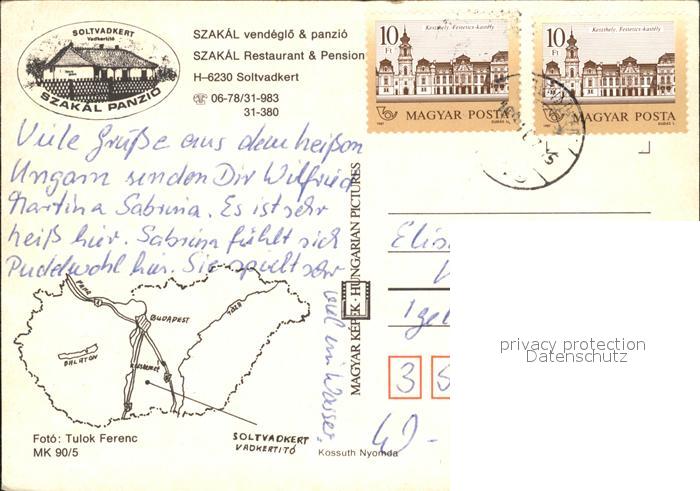 SOLTVADKERT
Vadkertitó
SZAKÁL PANZIÓ
SZAKÁL vendéglő & panzió
SZAKÁL Restaurant & Pension
H–6230 Soltvadkert
☏ 06-78/31-983
31-380
10 Ft
Keszthely, Festetics-kastély
MAGYAR POSTA
10 Ft
Keszthely, Festetics-kastély
MAGYAR POSTA
Viele Grüße aus dem heißen
Ungarn senden Dir Wilfried
Martina Sabrina. Es ist sehr
heiß hier. Sabrina fühlt sich
Pudelwohl hier. Sie spielt sehr
viel im Wasser.
MAGYAR KÉPEK · HUNGARIAN PICTURES
BUDAPEST
BALATON
SOLTVADKERT
VADKERTITÓ
Fotó: Tulok Ferenc
MK 90/5
Kossuth Nyomda
privacy protection
Datenschutz